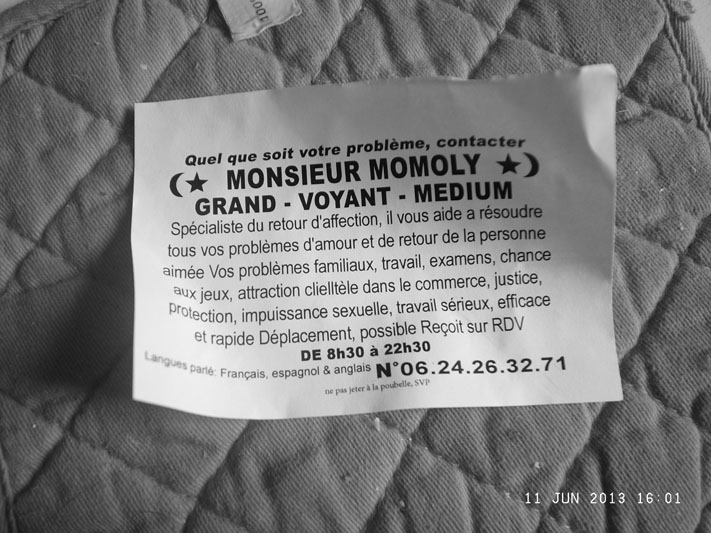 Quel que soit votre problème, contacter
MONSIEUR MOMOLY
GRAND - VOYANT - MEDIUM
Spécialiste du retour d'affection, il vous aide a résoudre
tous vos problèmes d'amour et de retour de la personne
aimée Vos problèmes familiaux, travail, examens, chance
aux jeux, attraction clielltèle dans le commerce, justice,
protection, impuissance sexuelle, travail sérieux, efficace
et rapide Déplacement, possible Reçoit sur RDV
DE 8h30 à 22h30
Langues parlé: Français, espagnol & anglais N°06.24.26.32.71
ne pas jeter à la poubelle, SVP
11 JUN 2013 16:01